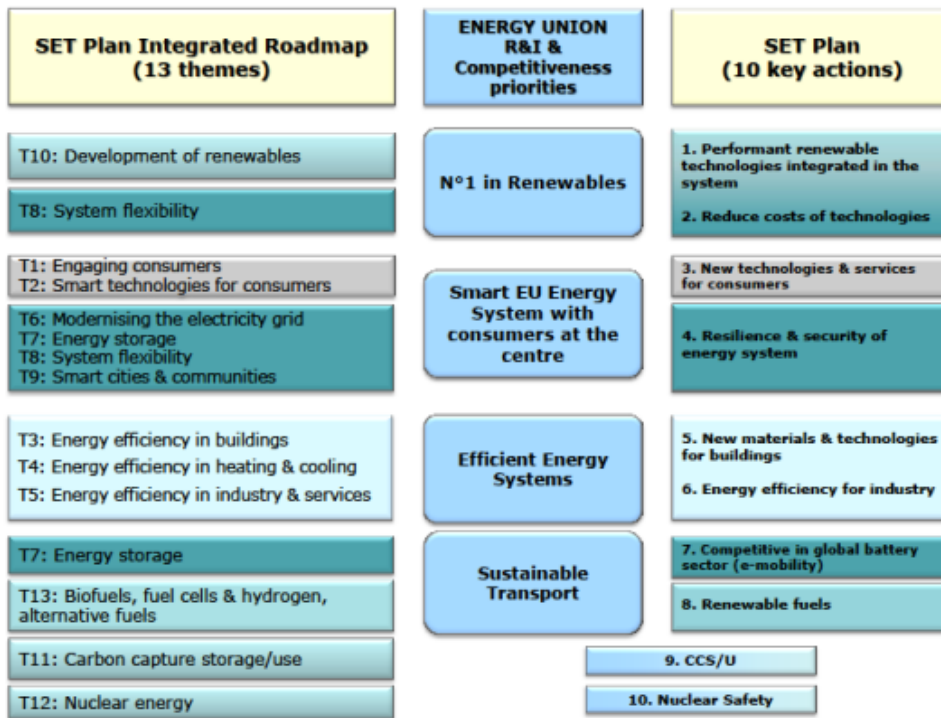 SET Plan Integrated Roadmap
(13 themes)
ENERGY UNION
R&I &
Competitiveness
priorities
SET Plan
(10 key actions)
T10: Development of renewables
T8: System flexibility
N°1 in Renewables
1. Performant renewable
technologies integrated in the
system
2. Reduce costs of technologies
T1: Engaging consumers
T2: Smart technologies for consumers
T6: Modernising the electricity grid
T7: Energy storage
T8: System flexibility
T9: Smart cities & communities
Smart EU Energy
System with
consumers at the
centre
3. New technologies & services
for consumers
4. Resilience & security of
energy system
T3: Energy efficiency in buildings
T4: Energy efficiency in heating & cooling
T5: Energy efficiency in industry & services
Efficient Energy
Systems
5. New materials & technologies
for buildings
6. Energy efficiency for industry
T7: Energy storage
T13: Biofuels, fuel cells & hydrogen,
alternative fuels
Sustainable
Transport
7. Competitive in global battery
sector (e-mobility)
8. Renewable fuels
T11: Carbon capture storage/use
9. CCS/U
T12: Nuclear energy
10. Nuclear Safety